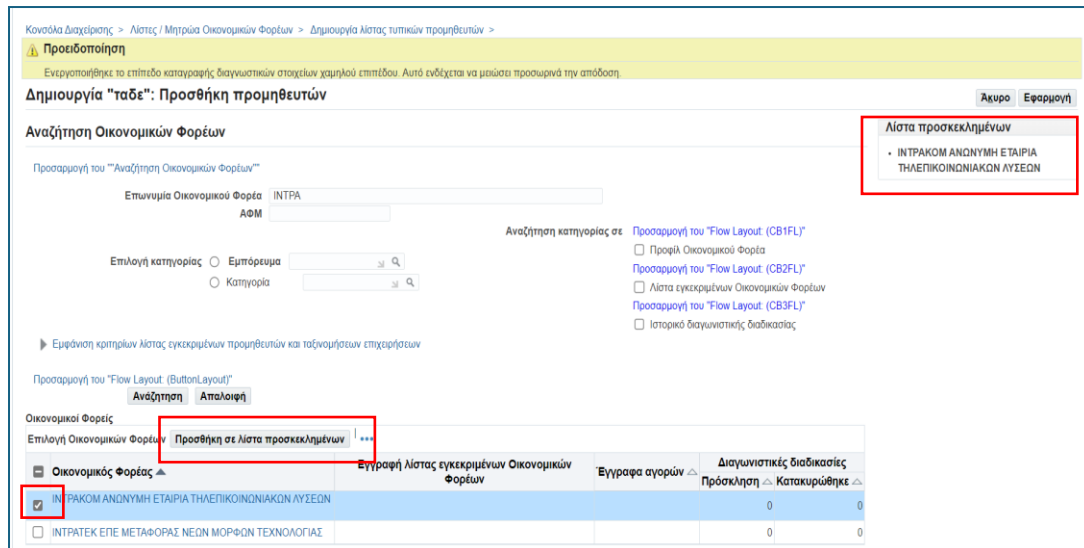 Κονσόλα Διαχείρισης > Λίστες / Μητρώα Οικονομικών Φορέων > Δημιουργία λίστας τυπικών προμηθευτών >
Προειδοποίηση
Ενεργοποιήθηκε το επίπεδο καταγραφής διαγνωστικών στοιχείων χαμηλού επιπέδου. Αυτό ενδέχεται να μειώσει προσωρινά την απόδοση.
Δημιουργία "ταδε": Προσθήκη προμηθευτών
Άκυρο Εφαρμογή
Αναζήτηση Οικονομικών Φορέων
Λίστα προσκεκλημένων
• ΙΝΤΡΑΚΟΜ ΑΝΩΝΥΜΗ ΕΤΑΙΡΙΑ
ΤΗΛΕΠΙΚΟΙΝΩΝΙΑΚΩΝ ΛΥΣΕΩΝ
Προσαρμογή του ""Αναζήτηση Οικονομικών Φορέων""
Επωνυμία Οικονομικού Φορέα ΙΝΤΡΑ
ΑΦΜ
Αναζήτηση κατηγορίας σε Προσαρμογή του "Flow Layout: (CB1FL)"
Προφίλ Οικονομικού Φορέα
Επιλογή κατηγορίας Εμπόρευμα
Προσαρμογή του "Flow Layout: (CB2FL)"
Κατηγορία
Λίστα εγκεκριμένων Οικονομικών Φορέων
Προσαρμογή του "Flow Layout: (CB3FL)"
Ιστορικό διαγωνιστικής διαδικασίας
Εμφάνιση κριτηρίων λίστας εγκεκριμένων προμηθευτών και ταξινομήσεων επιχειρήσεων
Προσαρμογή του "Flow Layout: (ButtonLayout)"
Αναζήτηση Απαλοιφή
Οικονομικοί Φορείς
Επιλογή Οικονομικών Φορέων Προσθήκη σε λίστα προσκεκλημένων
Οικονομικός Φορέας Εγγραφή λίστας εγκεκριμένων Οικονομικών Φορέων Έγγραφα αγορών Διαγωνιστικές διαδικασίες
Πρόσκληση Κατακυρώθηκε
ΙΝΤΡΑΚΟΜ ΑΝΩΝΥΜΗ ΕΤΑΙΡΙΑ ΤΗΛΕΠΙΚΟΙΝΩΝΙΑΚΩΝ ΛΥΣΕΩΝ 0 0
ΙΝΤΡΑΤΕΚ ΕΠΕ ΜΕΤΑΦΟΡΑΣ ΝΕΩΝ ΜΟΡΦΩΝ ΤΕΧΝΟΛΟΓΙΑΣ 0 0